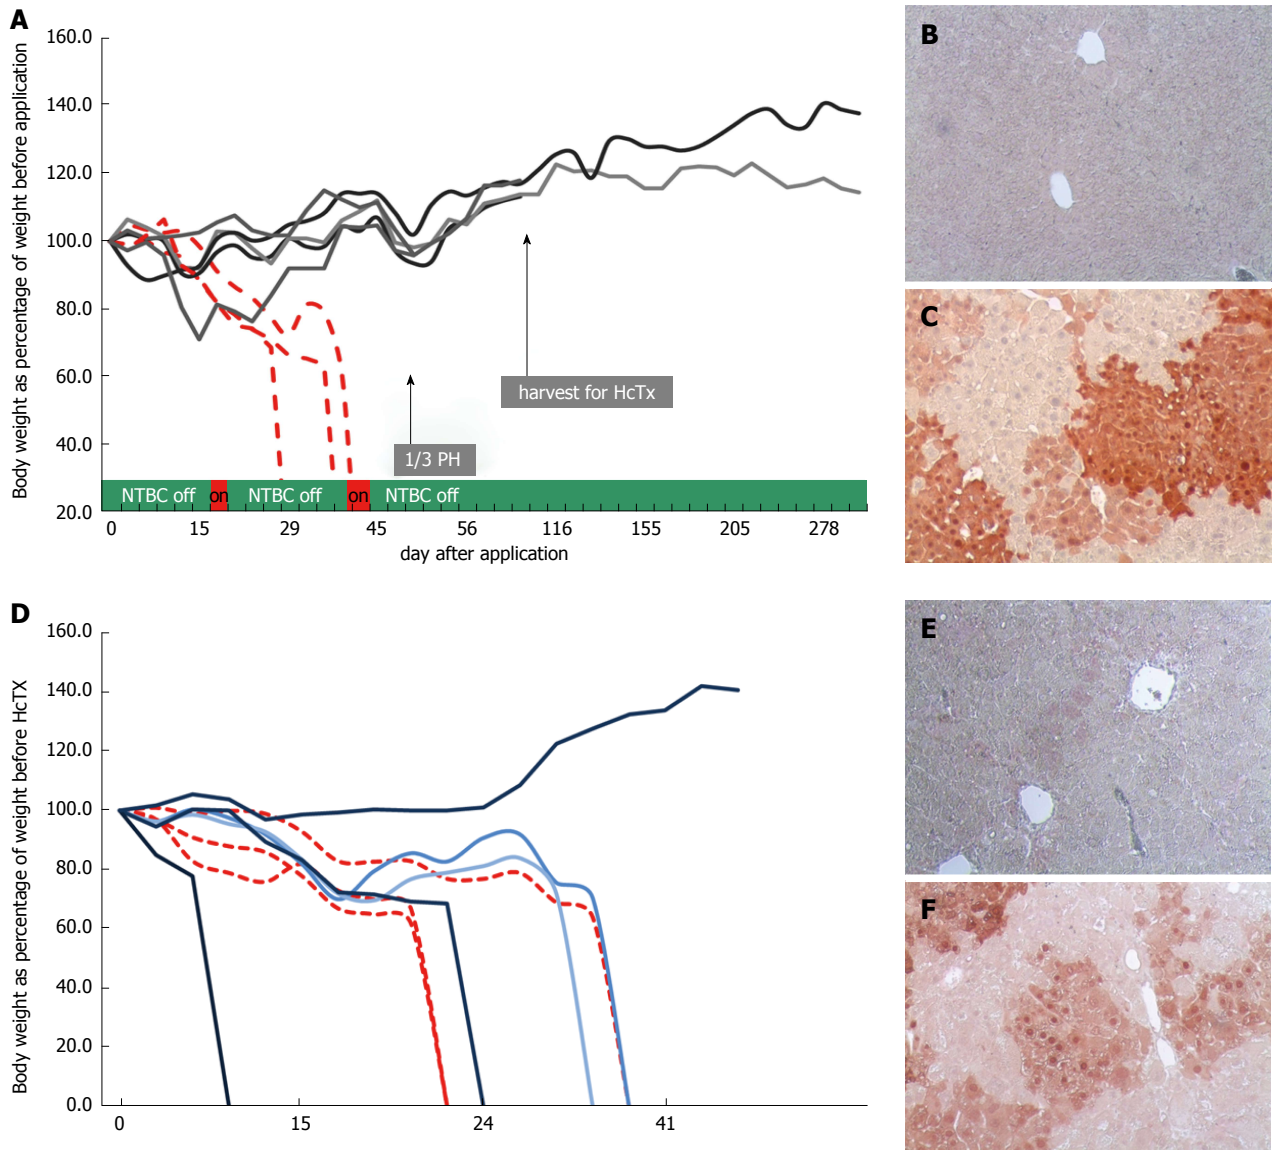 A
Body weight as percentage of weight before application
160.0
140.0
120.0
100.0
80.0
60.0
40.0
20.0
harvest for HcTx
1/3 PH
NTBC off on NTBC off on NTBC off
0 15 29 45 56 116 155 205 278
day after application
B
C
D
Body weight as percentage of weight before HcTX
160.0
140.0
120.0
100.0
80.0
60.0
40.0
20.0
0.0
0 15 24 41
E
F